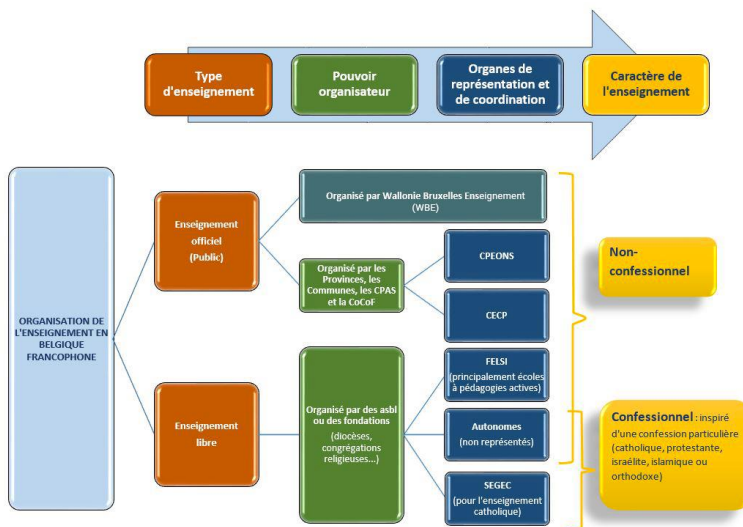 Type
d'enseignement
Pouvoir
organisateur
Organes de
représentation et
de coordination
Caractère de
l'enseignement
ORGANISATION DE
L'ENSEIGNEMENT EN
BELGIQUE
FRANCOPHONE
Enseignement
officiel
(Public)
Organisé par Wallonie Bruxelles Enseignement
(WBE)
Organisé par les
Provinces, les
Communes, les CPAS
et la CoCoF
CPEONS
CECP
Non-
confessionnel
Enseignement
libre
Organisé par des asbl
ou des fondations
(diocèses,
congrégations
religieuses...)
FELSI
(principalement écoles
à pédagogies actives)
Autonomes
(non représentés)
SEGEC
(pour l'enseignement
catholique)
Confessionnel : inspiré
d'une confession particulière
(catholique, protestante,
israélite, islamique ou
orthodoxe)